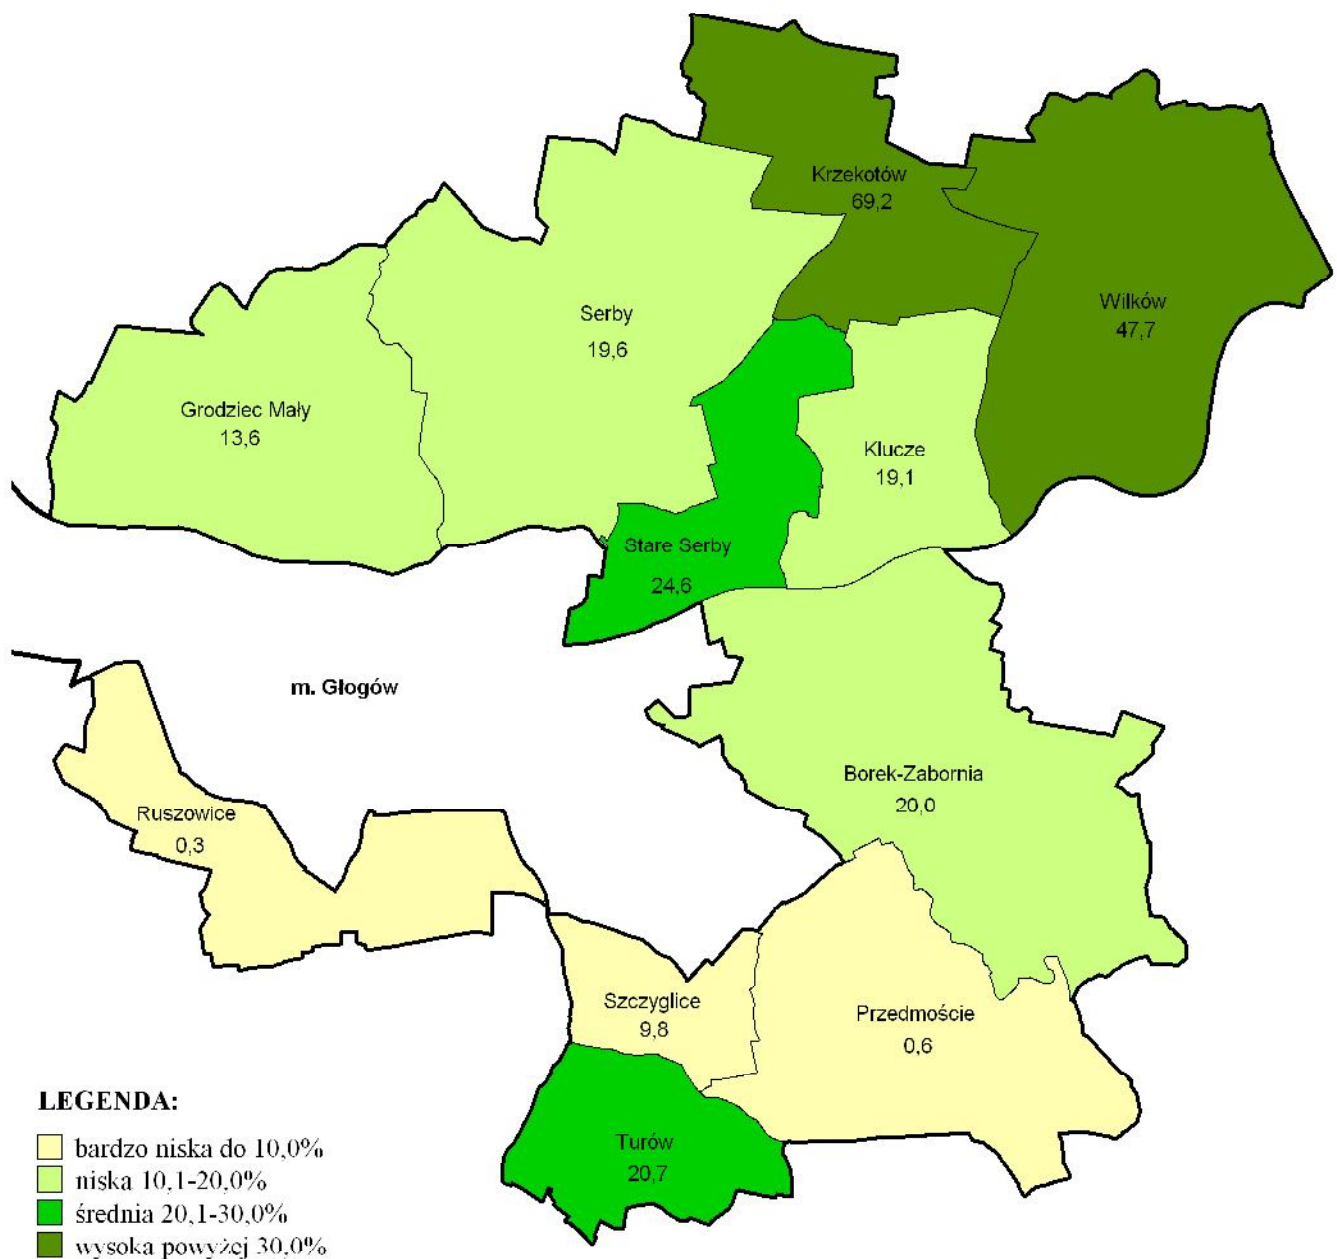 Krzekotów
69,2
Wilków
47,7
Serby
19,6
Grodziec Mały
13,6
Klucze
19,1
Stare Serby
24,6
m. Głogów
Borek-Zabornia
20,0
Ruszowice
0,3
Szczyglice
9,8
Przedmoście
0,6
Turów
20,7
LEGENDA:
bardzo niska do 10,0%
niska 10,1-20,0%
średnia 20,1-30,0%
wysoka powyżej 30,0%